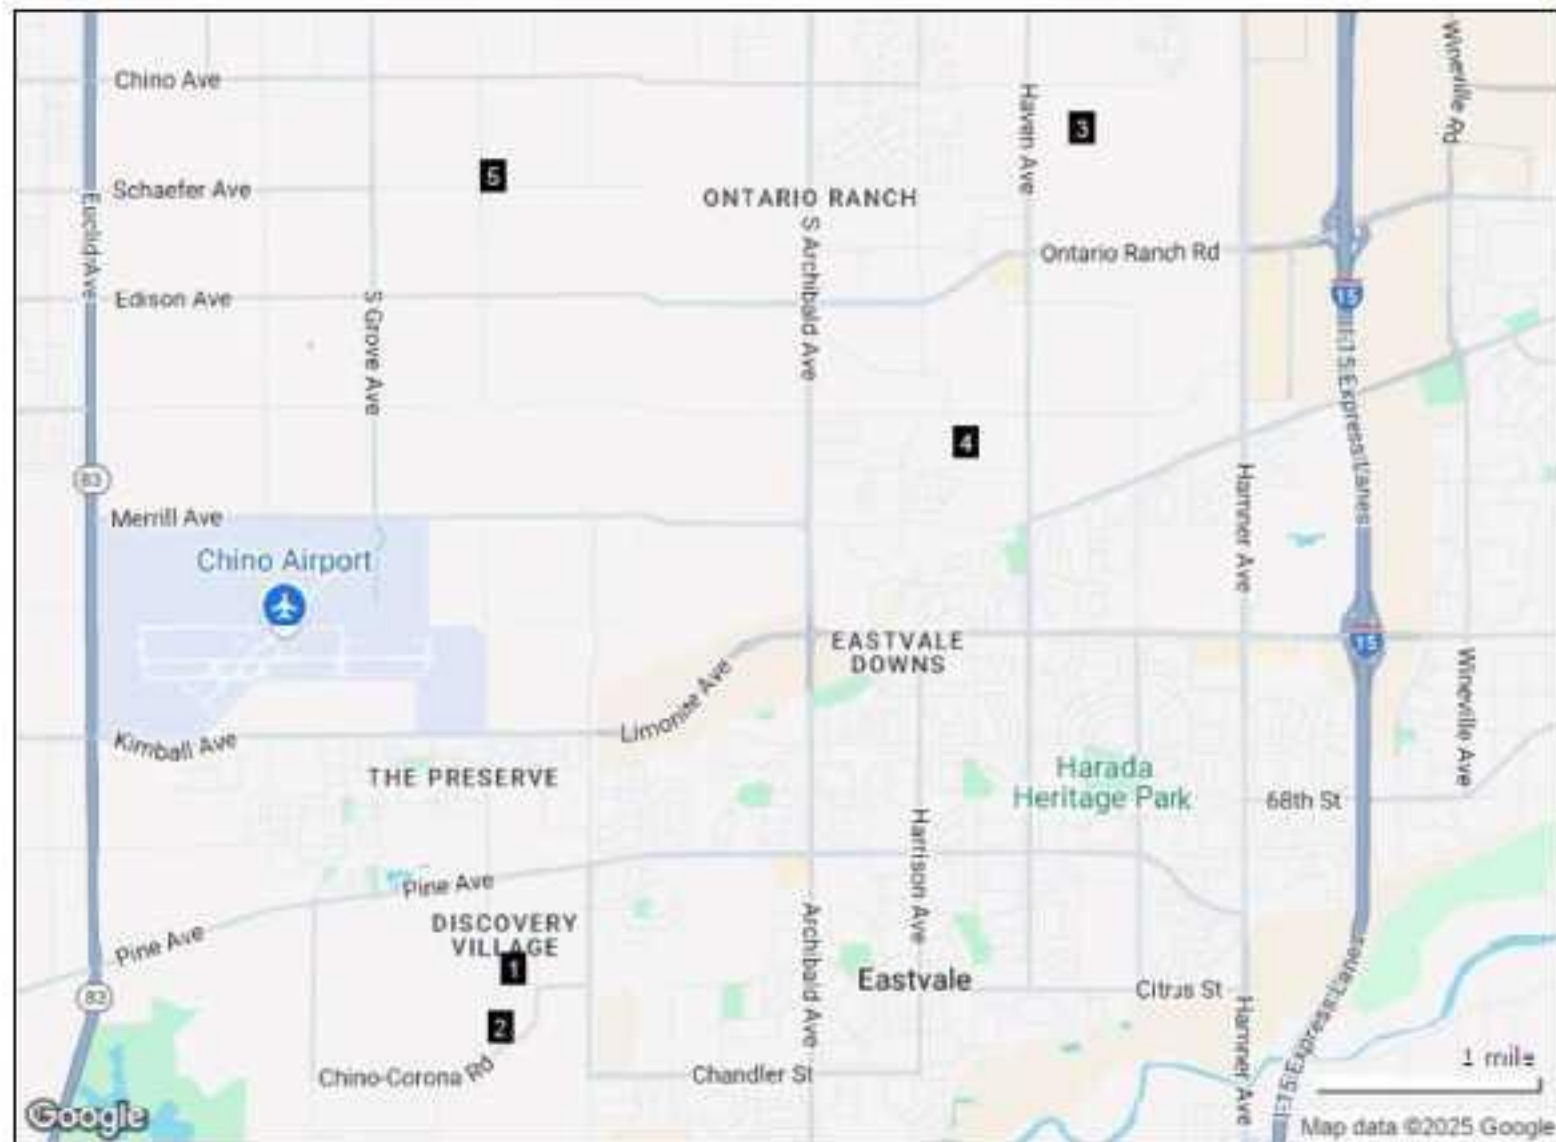 Chino Ave
Wineville Rd
Haven Ave
3
5
Schaefer Ave
ONTARIO RANCH
Euclid Ave
S Archibald Ave
Ontario Ranch Rd
Edison Ave
S Grove Ave
15
I-15 Express Lanes
4
83
Merrill Ave
Hamner Ave
Chino Airport
EASTVALE
DOWNS
15
Limonite Ave
Wineville Ave
Kimball Ave
THE PRESERVE
Harada
Heritage Park
68th St
Harrison Ave
Pine Ave
DISCOVERY
VILLAGE
Pine Ave
Archibald Ave
1
Eastvale
Citrus St
83
2
Hamner Ave
I-15 Express Lanes
Chino-Corona Rd
Chandler St
1 mile
Google
Map data ©2025 Google